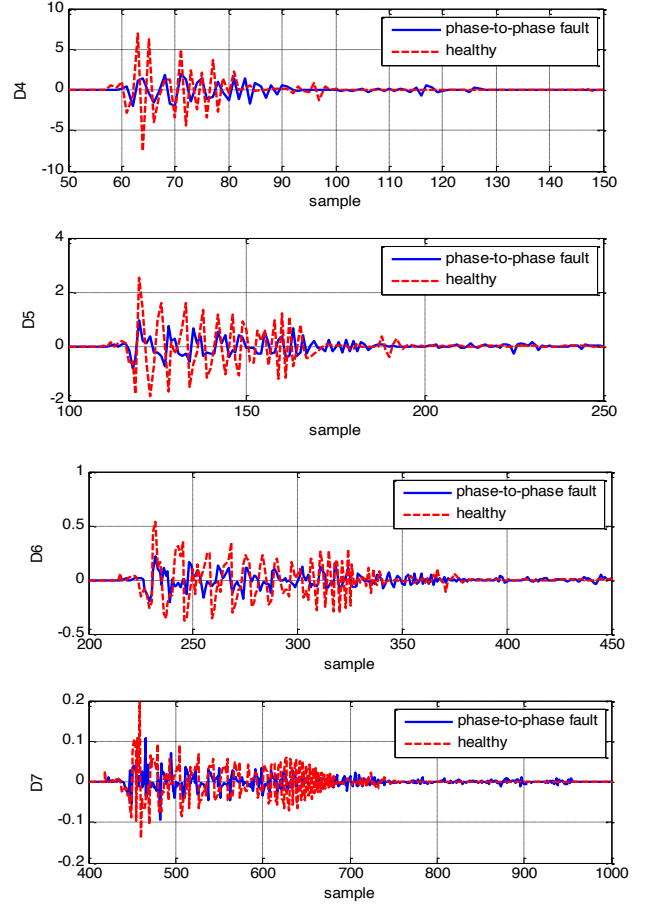 10
5
0
-5
-10
D4
phase-to-phase fault
healthy
50 60 70 80 90 100 110 120 130 140 150
sample
4
2
0
-2
D5
phase-to-phase fault
healthy
100 150 200 250
sample
1
0.5
0
-0.5
D6
phase-to-phase fault
healthy
200 250 300 350 400 450
sample
0.2
0.1
0
-0.1
-0.2
D7
phase-to-phase fault
healthy
400 500 600 700 800 900 1000
sample